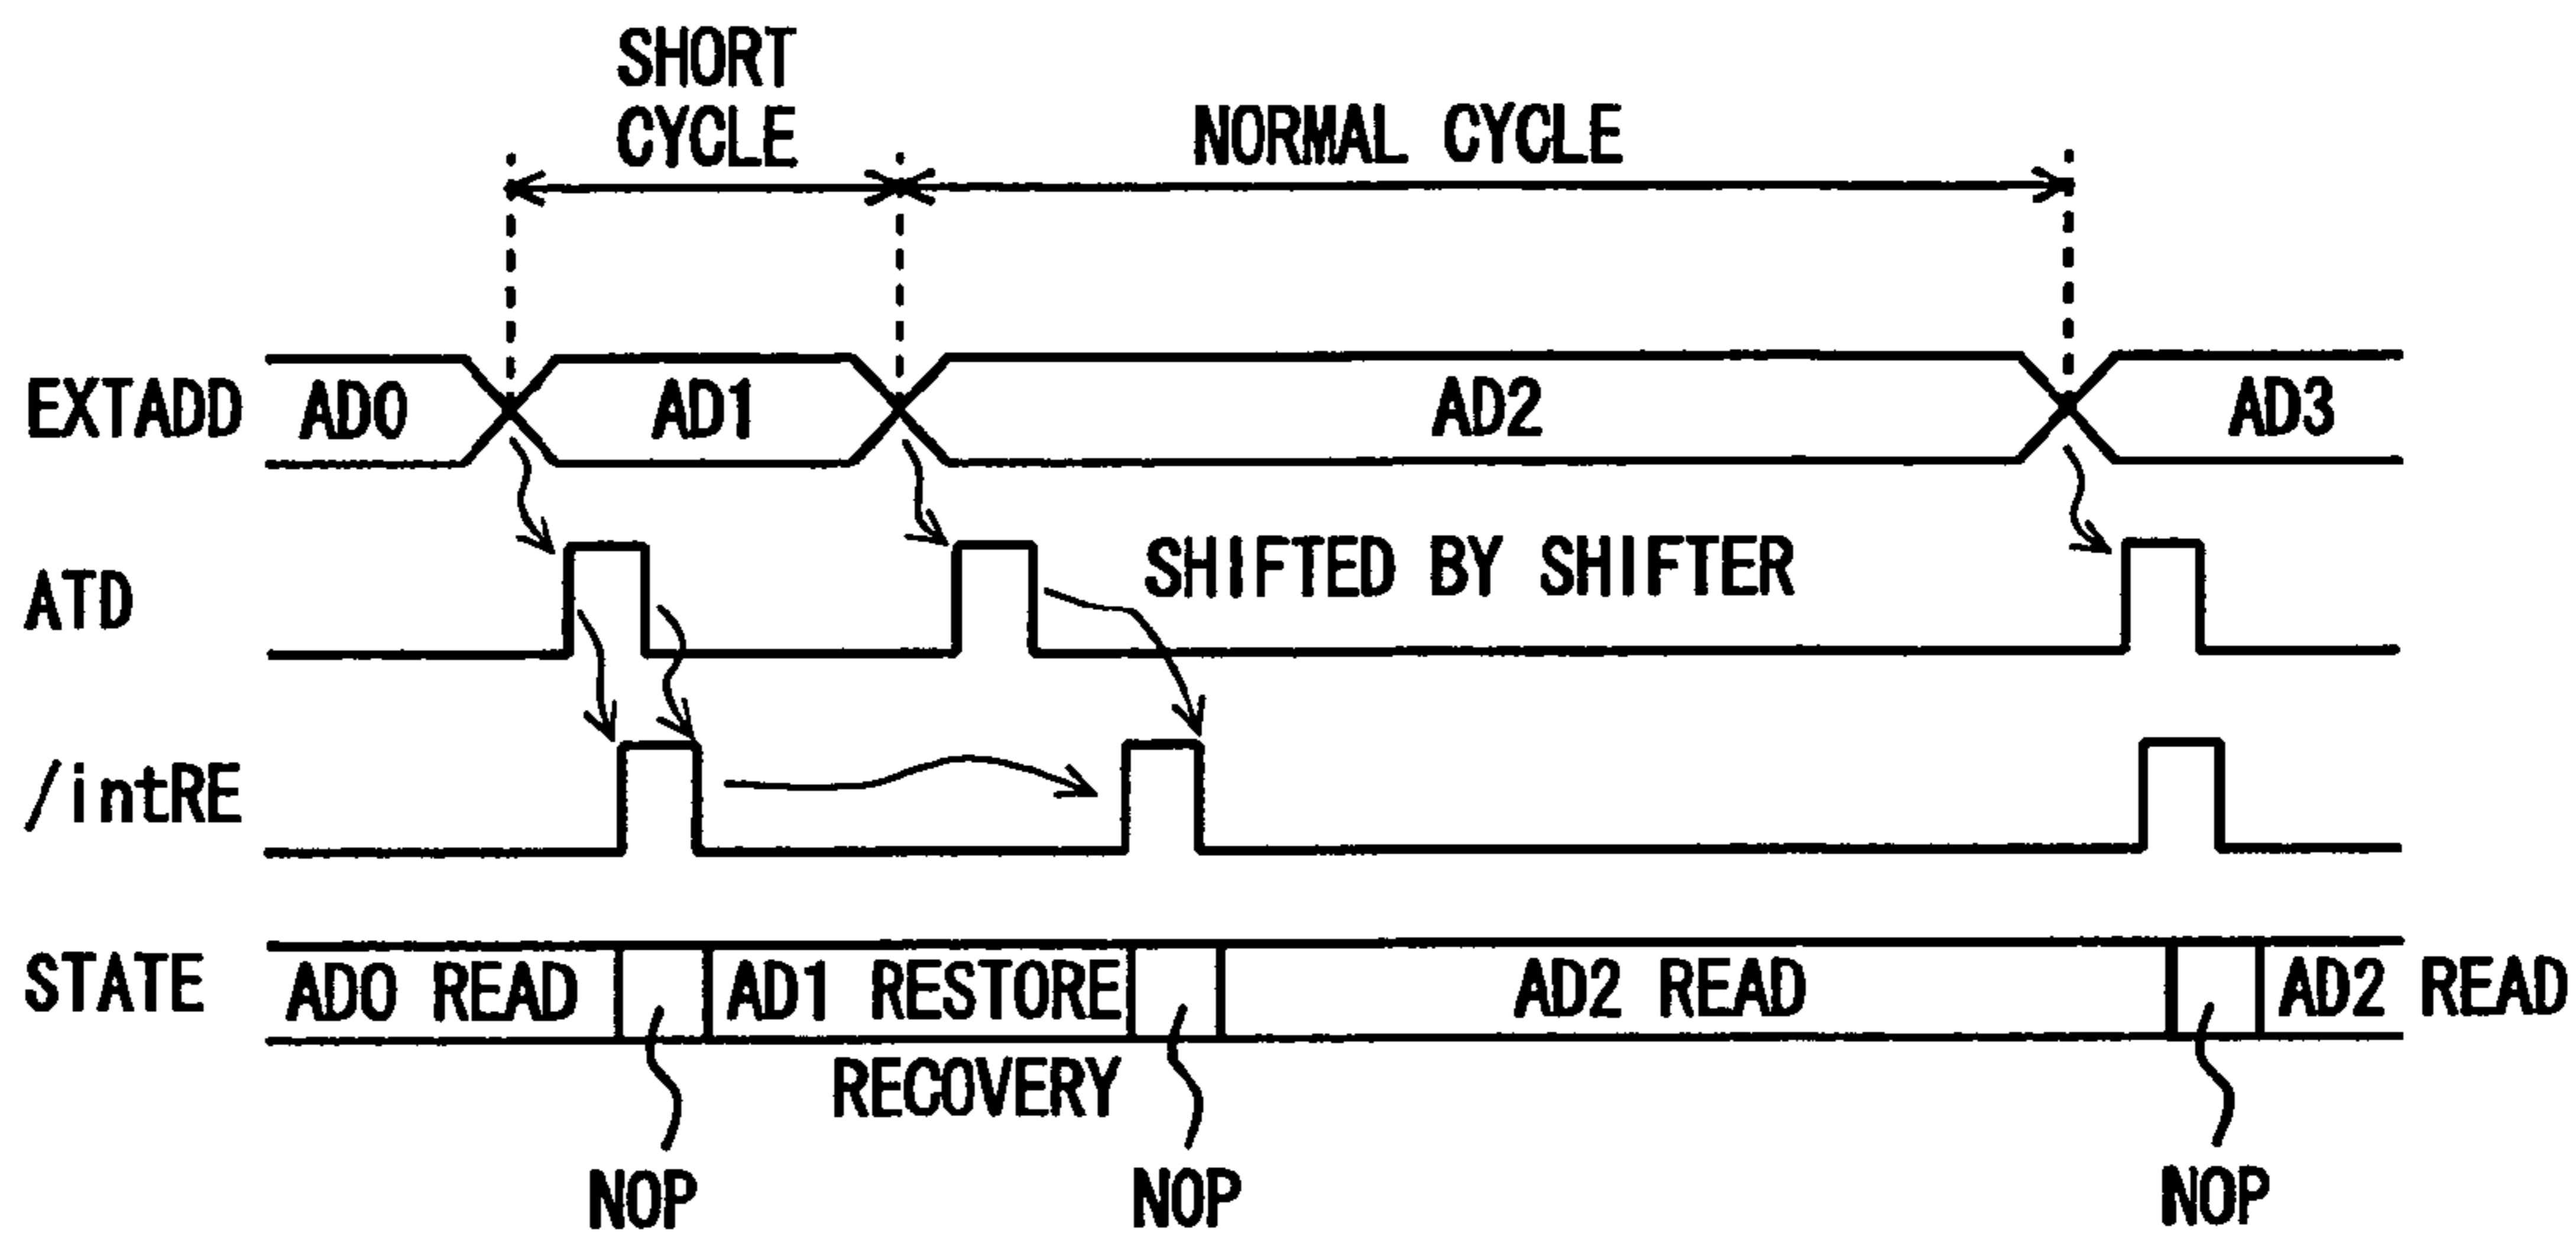 SHORT
CYCLE
NORMAL CYCLE
EXTADD
AD0
AD1
AD2
AD3
ATD
SHIFTED BY SHIFTER
/intRE
STATE
AD0 READ
AD1 RESTORE
AD2 READ
AD2 READ
RECOVERY
NOP
NOP
NOP